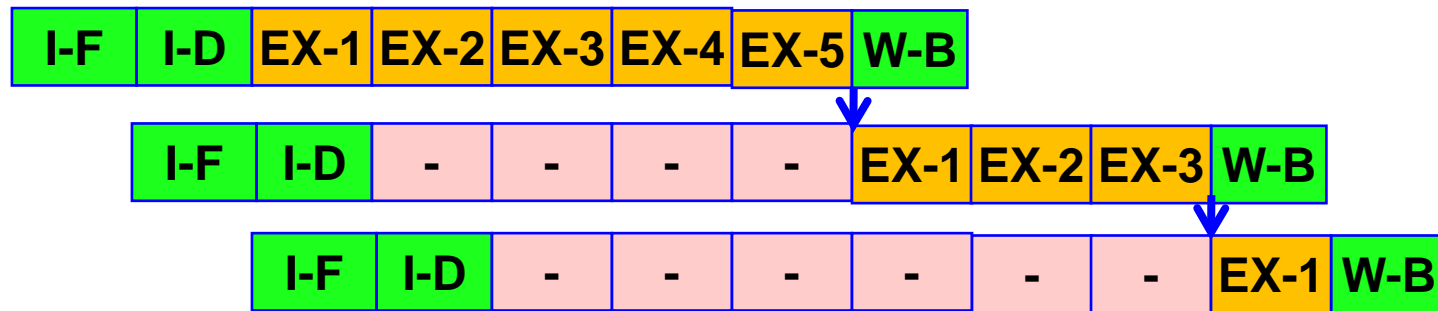 I-F I-D EX-1 EX-2 EX-3 EX-4 EX-5 W-B
I-F I-D - - - - EX-1 EX-2 EX-3 W-B
I-F I-D - - - - - - EX-1 W-B